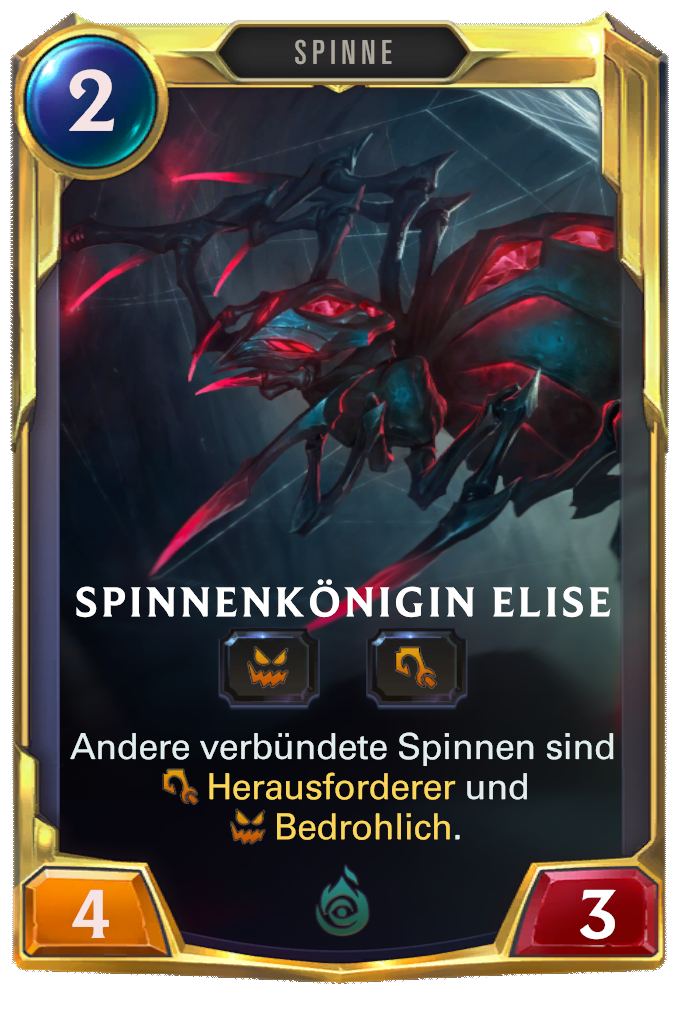 SPINNE
2
SPINNENKÖNIGIN ELISE
Andere verbündete Spinnen sind
Herausforderer und
Bedrohlich.
4
3